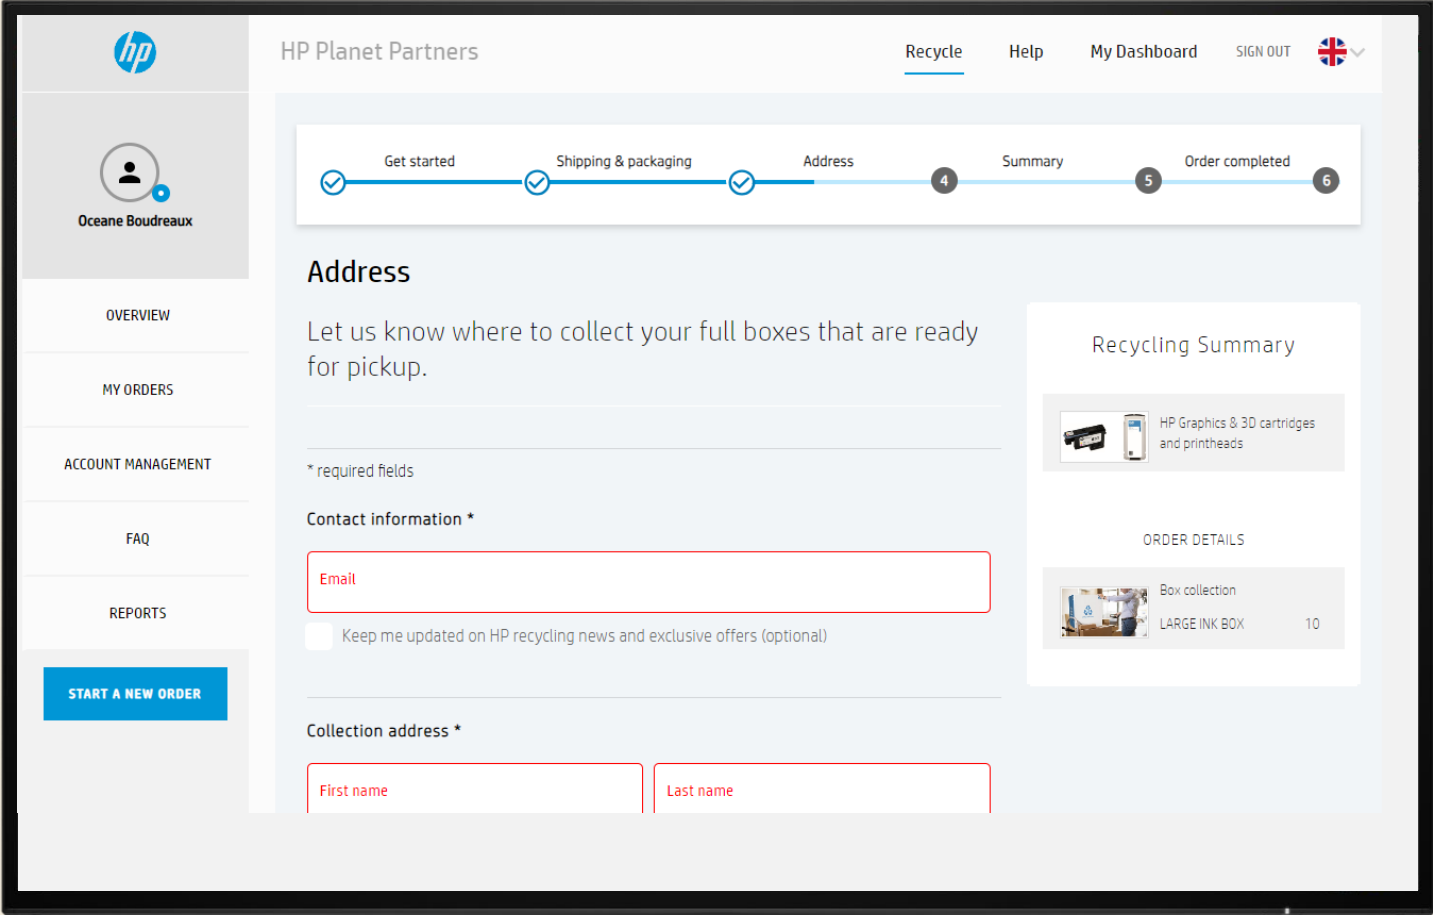 hp
HP Planet Partners
Recycle
Help
My Dashboard
SIGN OUT
Oceane Boudreaux
OVERVIEW
MY ORDERS
ACCOUNT MANAGEMENT
FAQ
REPORTS
START A NEW ORDER
Get started
Shipping & packaging
Address
Summary
Order completed
4
5
6
Address
Let us know where to collect your full boxes that are ready
for pickup.
* required fields
Contact information *
Email
Keep me updated on HP recycling news and exclusive offers (optional)
Collection address *
First name
Last name
Recycling Summary
HP Graphics & 3D cartridges
and printheads
ORDER DETAILS
Box collection
LARGE INK BOX 10